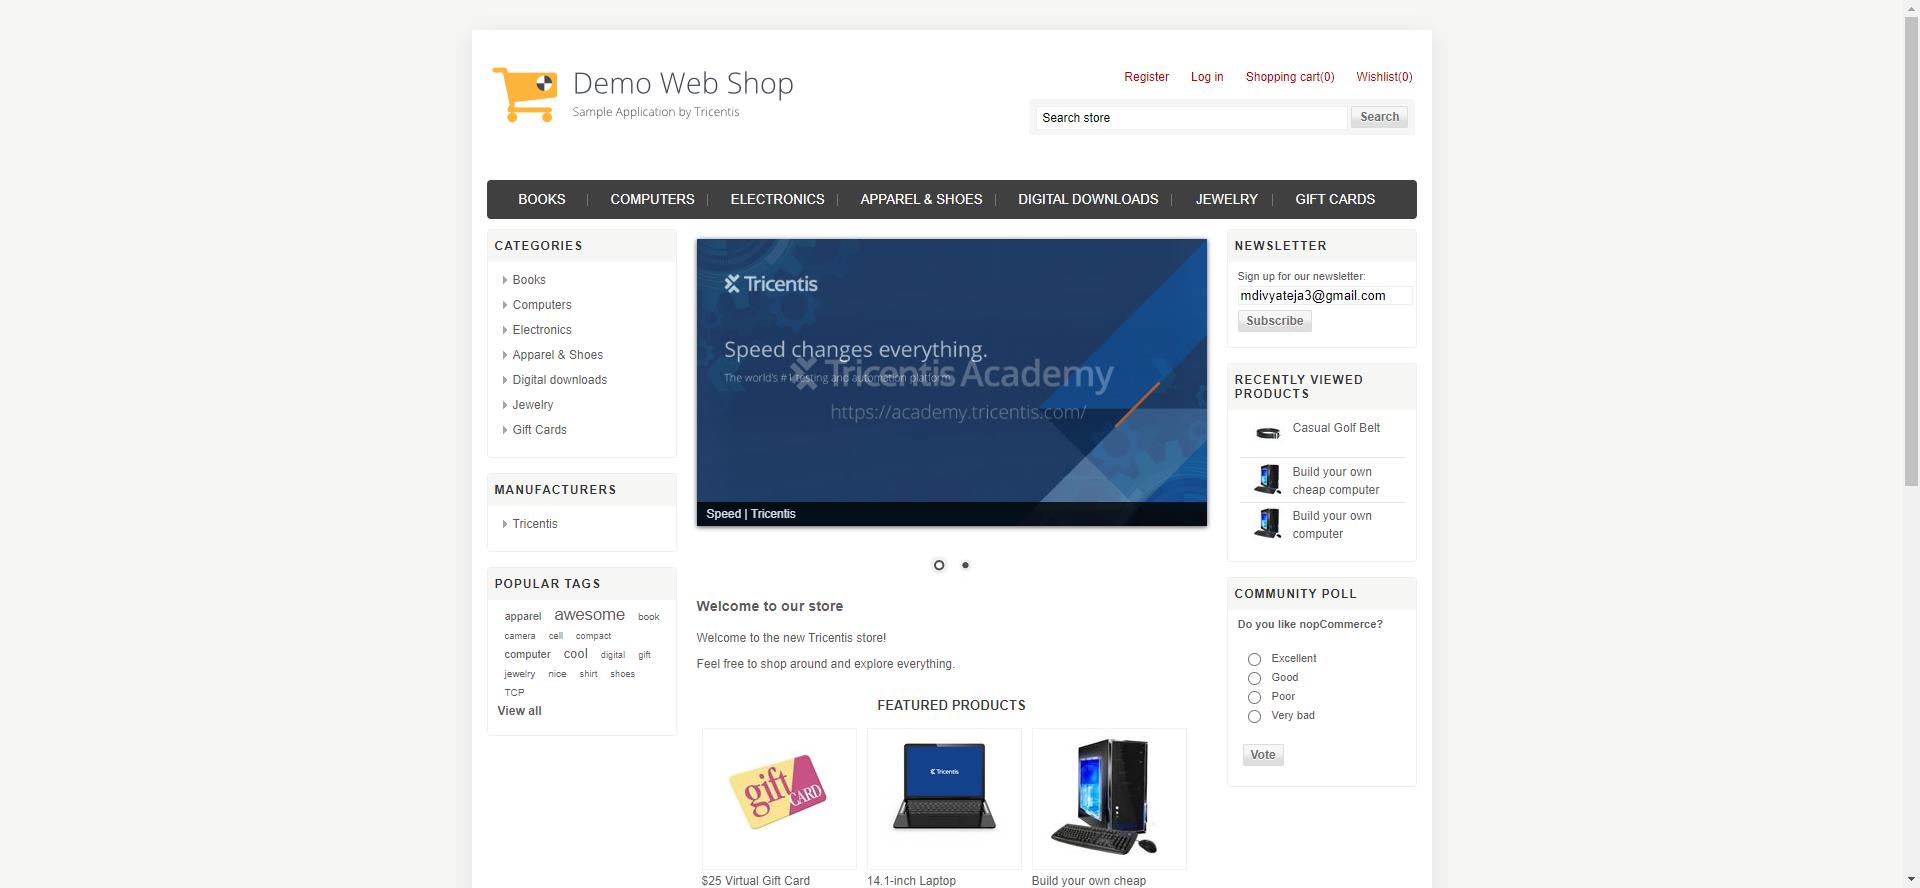 Demo Web Shop
Sample Application by Tricentis
Register Log in Shopping cart(0) Wishlist(0)
Search store Search
BOOKS COMPUTERS ELECTRONICS APPAREL & SHOES DIGITAL DOWNLOADS JEWELRY GIFT CARDS
CATEGORIES
Books
Computers
Electronics
Apparel & Shoes
Digital downloads
Jewelry
Gift Cards
MANUFACTURERS
Tricentis
POPULAR TAGS
apparel awesome book
camera cell compact
computer cool digital gift
jewelry nice shirt shoes
TCP
View all
Tricentis
Speed changes everything.
The world's #1 testing and automation platform
Tricentis Academy
https://academy.tricentis.com/
Speed | Tricentis
Welcome to our store
Welcome to the new Tricentis store!
Feel free to shop around and explore everything.
FEATURED PRODUCTS
gift CARD
Tricentis
$25 Virtual Gift Card
14.1-inch Laptop
Build your own cheap
NEWSLETTER
Sign up for our newsletter:
mdivyateja3@gmail.com
Subscribe
RECENTLY VIEWED
PRODUCTS
Casual Golf Belt
Build your own
cheap computer
Build your own
computer
COMMUNITY POLL
Do you like nopCommerce?
Excellent
Good
Poor
Very bad
Vote